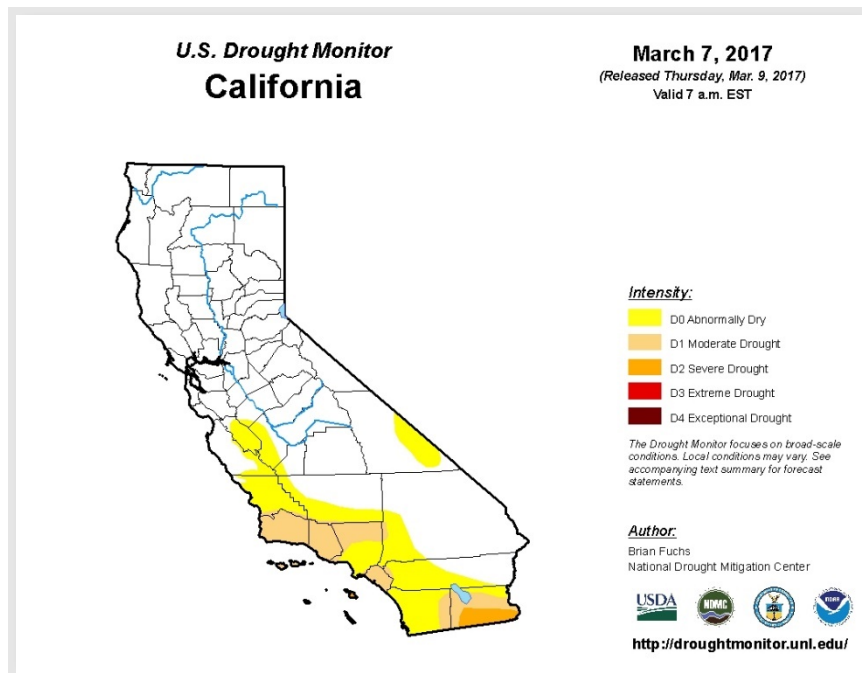 U.S. Drought Monitor
California
March 7, 2017
(Released Thursday, Mar. 9, 2017)
Valid 7 a.m. EST
Intensity:
D0 Abnormally Dry
D1 Moderate Drought
D2 Severe Drought
D3 Extreme Drought
D4 Exceptional Drought
The Drought Monitor focuses on broad-scale
conditions. Local conditions may vary. See
accompanying text summary for forecast
statements.
Author:
Brian Fuchs
National Drought Mitigation Center
USDA
NDMC
NOAA
http://droughtmonitor.unl.edu/